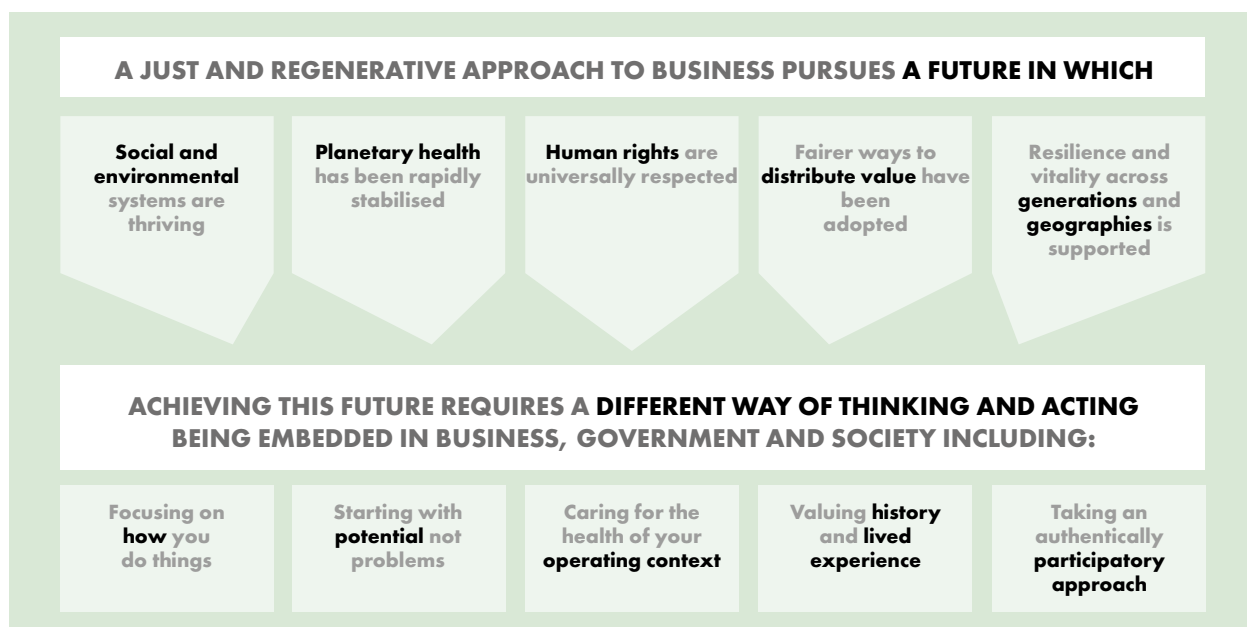 A JUST AND REGENERATIVE APPROACH TO BUSINESS PURSUES A FUTURE IN WHICH
Social and
environmental
systems are
thriving
Planetary health
has been rapidly
stabilised
Human rights are
universally respected
Fairer ways to
distribute value have
been
adopted
Resilience and
vitality across
generations and
geographies is
supported
ACHIEVING THIS FUTURE REQUIRES A DIFFERENT WAY OF THINKING AND ACTING
BEING EMBEDDED IN BUSINESS, GOVERNMENT AND SOCIETY INCLUDING:
Focusing on
how you
do things
Starting with
potential not
problems
Caring for the
health of your
operating context
Valuing history
and lived
experience
Taking an
authentically
participatory
approach